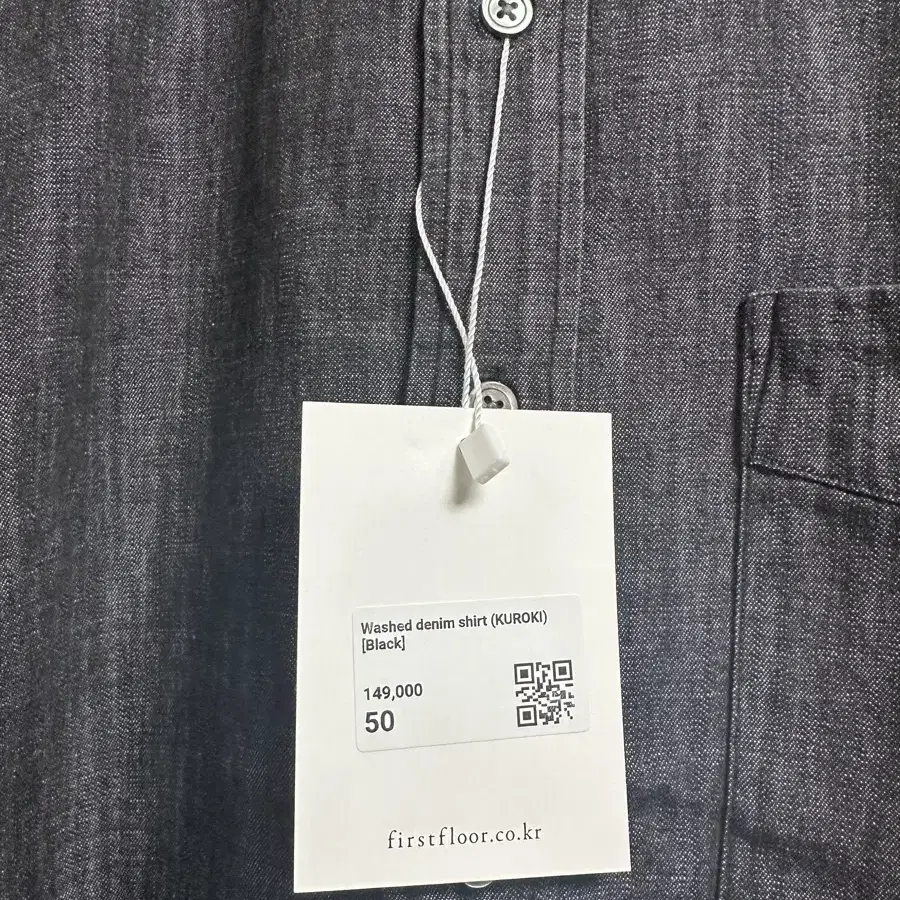 Washed denim shirt (KUROKI)
[Black]
149,000
50
firstfloor.co.kr